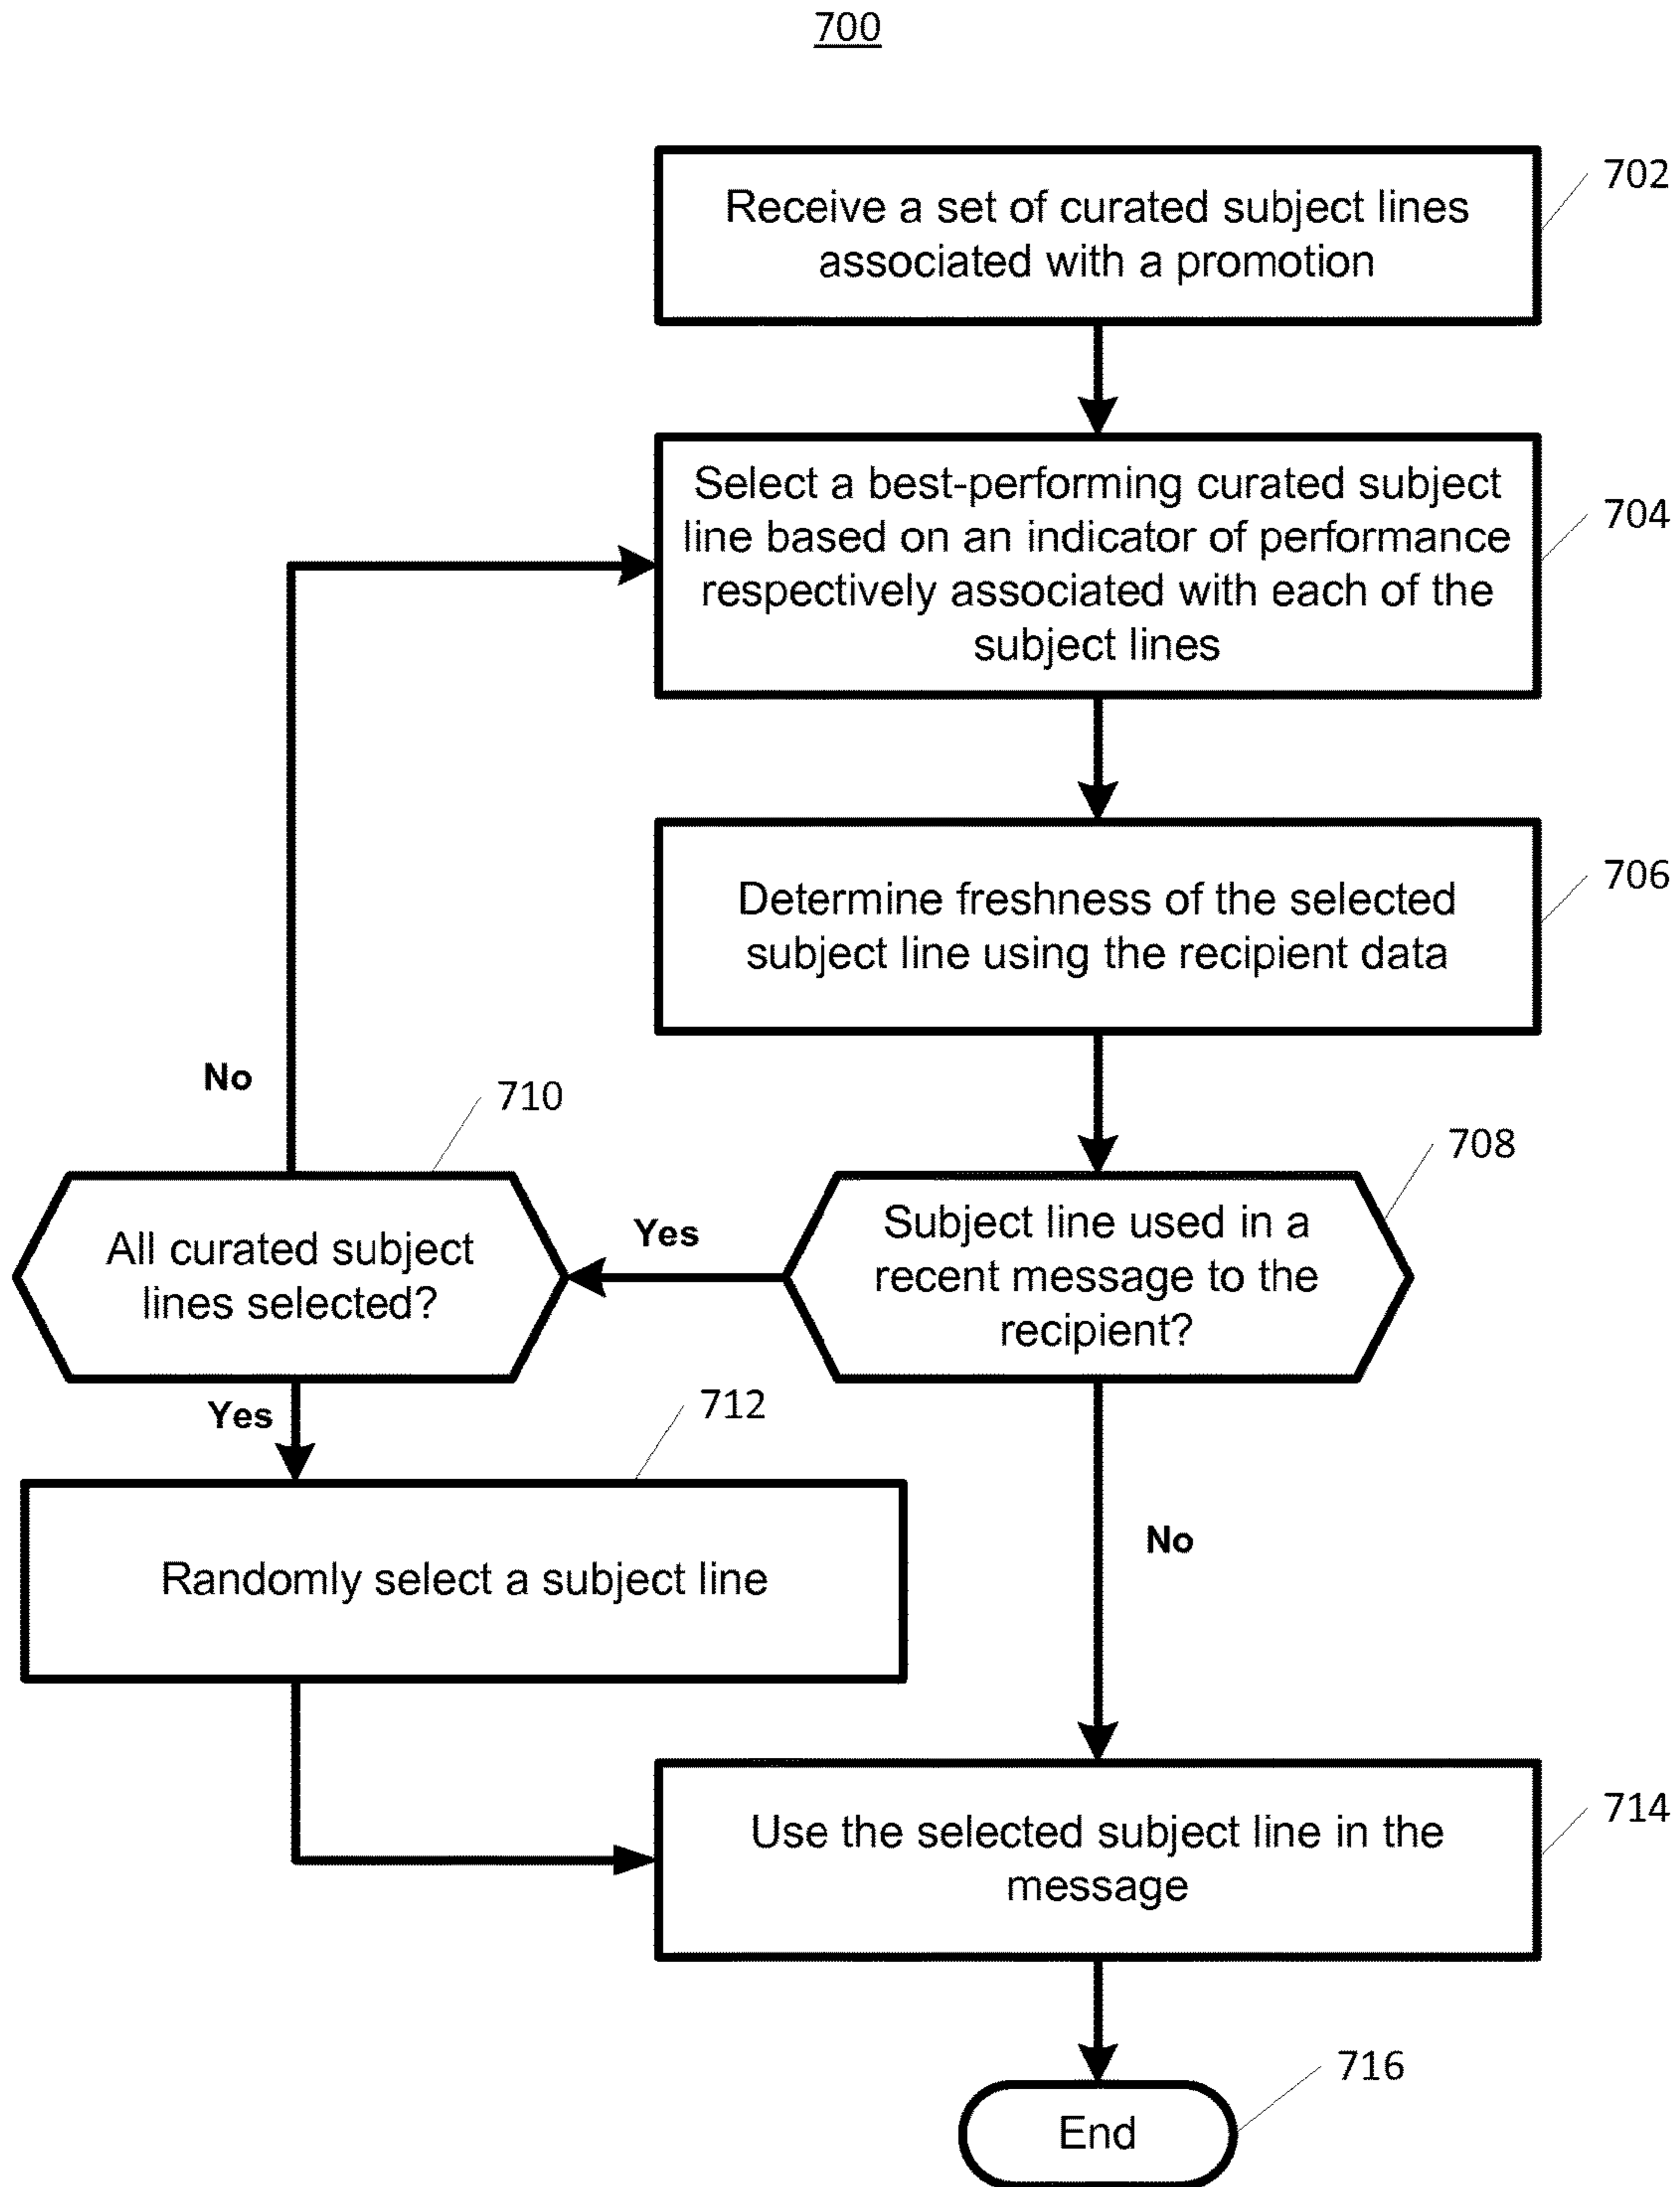 700
Receive a set of curated subject lines
associated with a promotion
702
Select a best-performing curated subject
line based on an indicator of performance
respectively associated with each of the
subject lines
704
Determine freshness of the selected
subject line using the recipient data
706
No
710
708
All curated subject
lines selected?
Yes
Subject line used in a
recent message to the
recipient?
Yes
712
Randomly select a subject line
No
Use the selected subject line in the
message
714
716
End